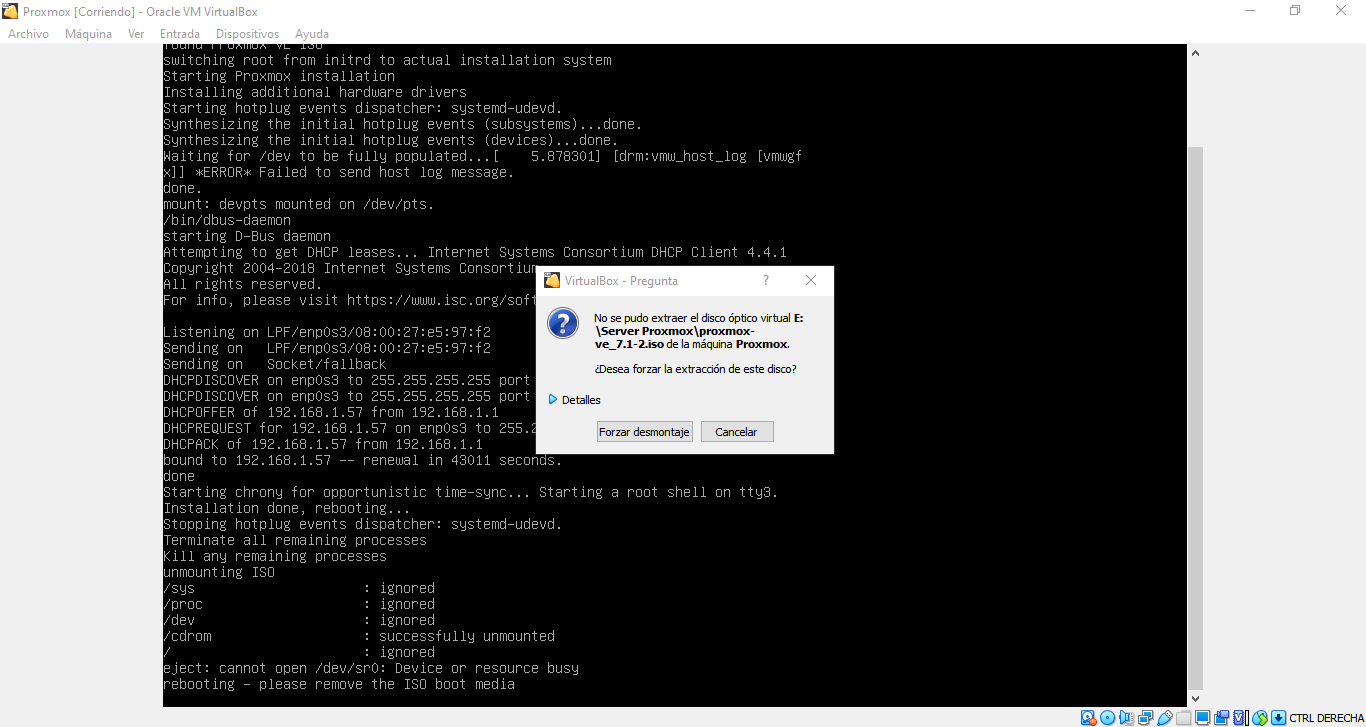 Proxmox [Corriendo] - Oracle VM VirtualBox
Archivo Máquina Ver Entrada Dispositivos Ayuda
found Proxmox VE ISO
switching root from initrd to actual installation system
Starting Proxmox installation
Installing additional hardware drivers
Starting hotplug events dispatcher: systemd-udevd.
Synthesizing the initial hotplug events (subsystems)...done.
Synthesizing the initial hotplug events (devices)...done.
Waiting for /dev to be fully populated...[    5.878301] [drm:vmw_host_log [vmwgf
x]] *ERROR* Failed to send host log message.
done.
mount: devpts mounted on /dev/pts.
/bin/dbus-daemon
starting D-Bus daemon
Attempting to get DHCP leases... Internet Systems Consortium DHCP Client 4.4.1
Copyright 2004-2018 Internet Systems Consortium
All rights reserved.
For info, please visit https://www.isc.org/soft
Listening on LPF/enp0s3/08:00:27:e5:97:f2
Sending on   LPF/enp0s3/08:00:27:e5:97:f2
Sending on   Socket/fallback
DHCPDISCOVER on enp0s3 to 255.255.255.255 port
DHCPDISCOVER on enp0s3 to 255.255.255.255 port
DHCPOFFER of 192.168.1.57 from 192.168.1.1
DHCPREQUEST for 192.168.1.57 on enp0s3 to 255.2
DHCPACK of 192.168.1.57 from 192.168.1.1
bound to 192.168.1.57 -- renewal in 43011 seconds.
done
Starting chrony for opportunistic time-sync... Starting a root shell on tty3.
Installation done, rebooting...
Stopping hotplug events dispatcher: systemd-udevd.
Terminate all remaining processes
Kill any remaining processes
unmounting ISO
/sys                     : ignored
/proc                    : ignored
/dev                     : ignored
/cdrom                   : successfully unmounted
/                        : ignored
eject: cannot open /dev/sr0: Device or resource busy
rebooting - please remove the ISO boot media
VirtualBox - Pregunta ?
No se pudo extraer el disco óptico virtual E:
\Server Proxmox\proxmox-
ve_7.1-2.iso de la máquina Proxmox.
¿Desea forzar la extracción de este disco?
Detalles
Forzar desmontaje Cancelar
CTRL DERECHA